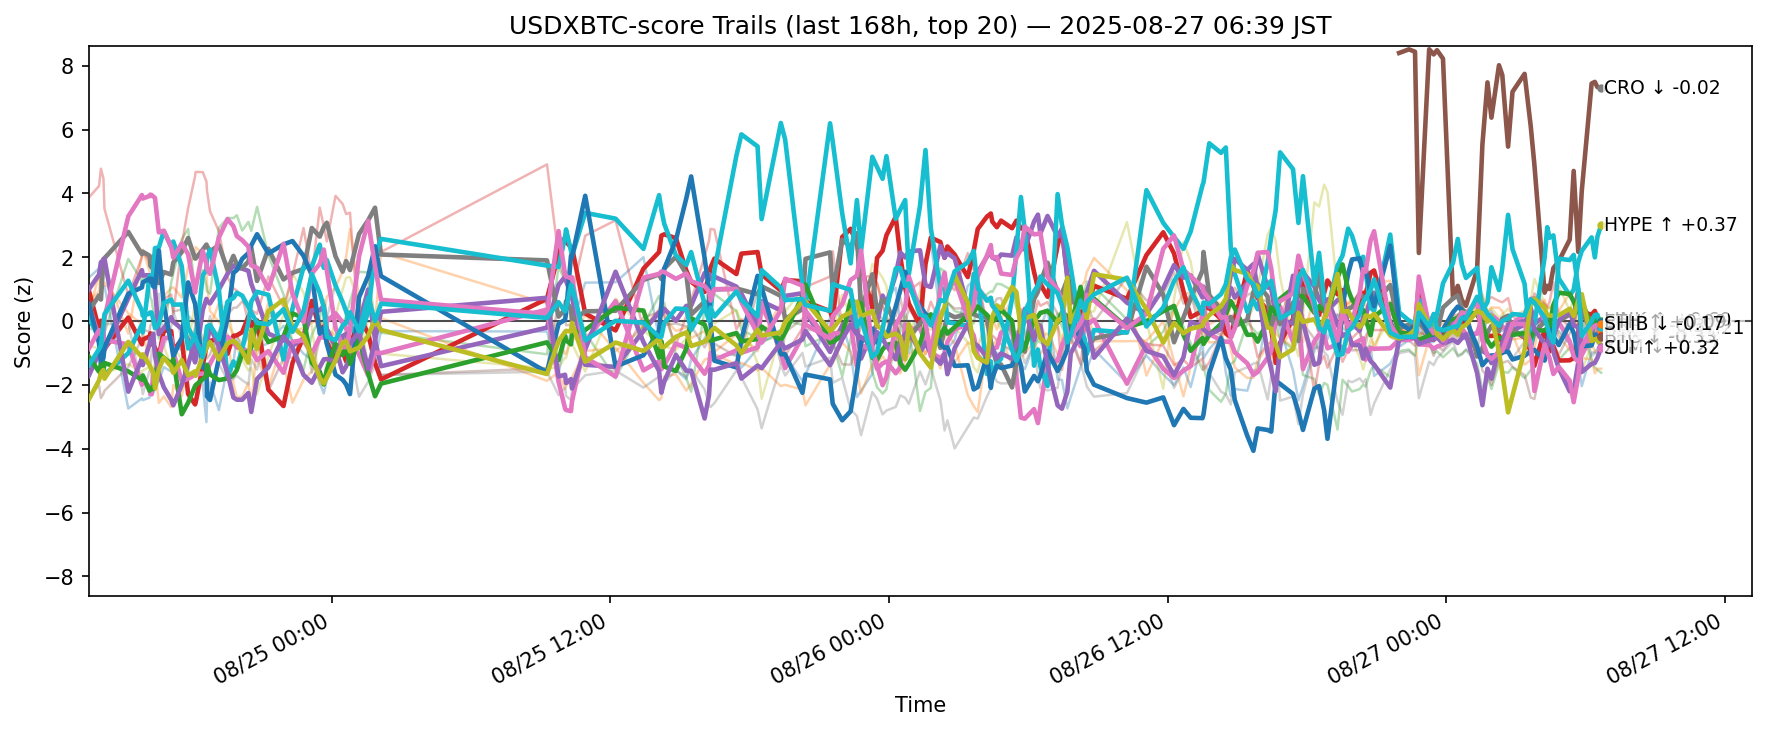 USDXBTC-score Trails (last 168h, top 20) — 2025-08-27 06:39 JST
Score (z)
8
6
4
2
0
−2
−4
−6
−8
CRO ↓ -0.02
HYPE ↑ +0.37
SHIB ↓ -0.17
SUI ↑ +0.32
08/25 00:00
08/25 12:00
08/26 00:00
08/26 12:00
08/27 00:00
08/27 12:00
Time